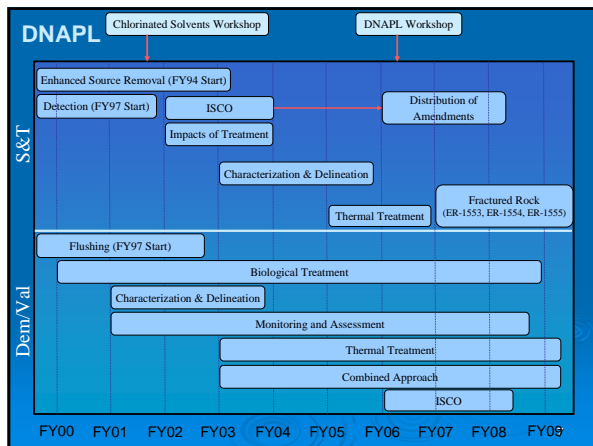 Chlorinated Solvents Workshop
DNAPL Workshop
DNAPL
Enhanced Source Removal (FY94 Start)
Detection (FY97 Start)
ISCO
Distribution of
Amendments
Impacts of Treatment
S&T
Characterization & Delineation
Fractured Rock
(ER-1553, ER-1554, ER-1555)
Thermal Treatment
Flushing (FY97 Start)
Biological Treatment
Characterization & Delineation
Dem/Val
Monitoring and Assessment
Thermal Treatment
Combined Approach
ISCO
FY00 FY01 FY02 FY03 FY04 FY05 FY06 FY07 FY08 FY09